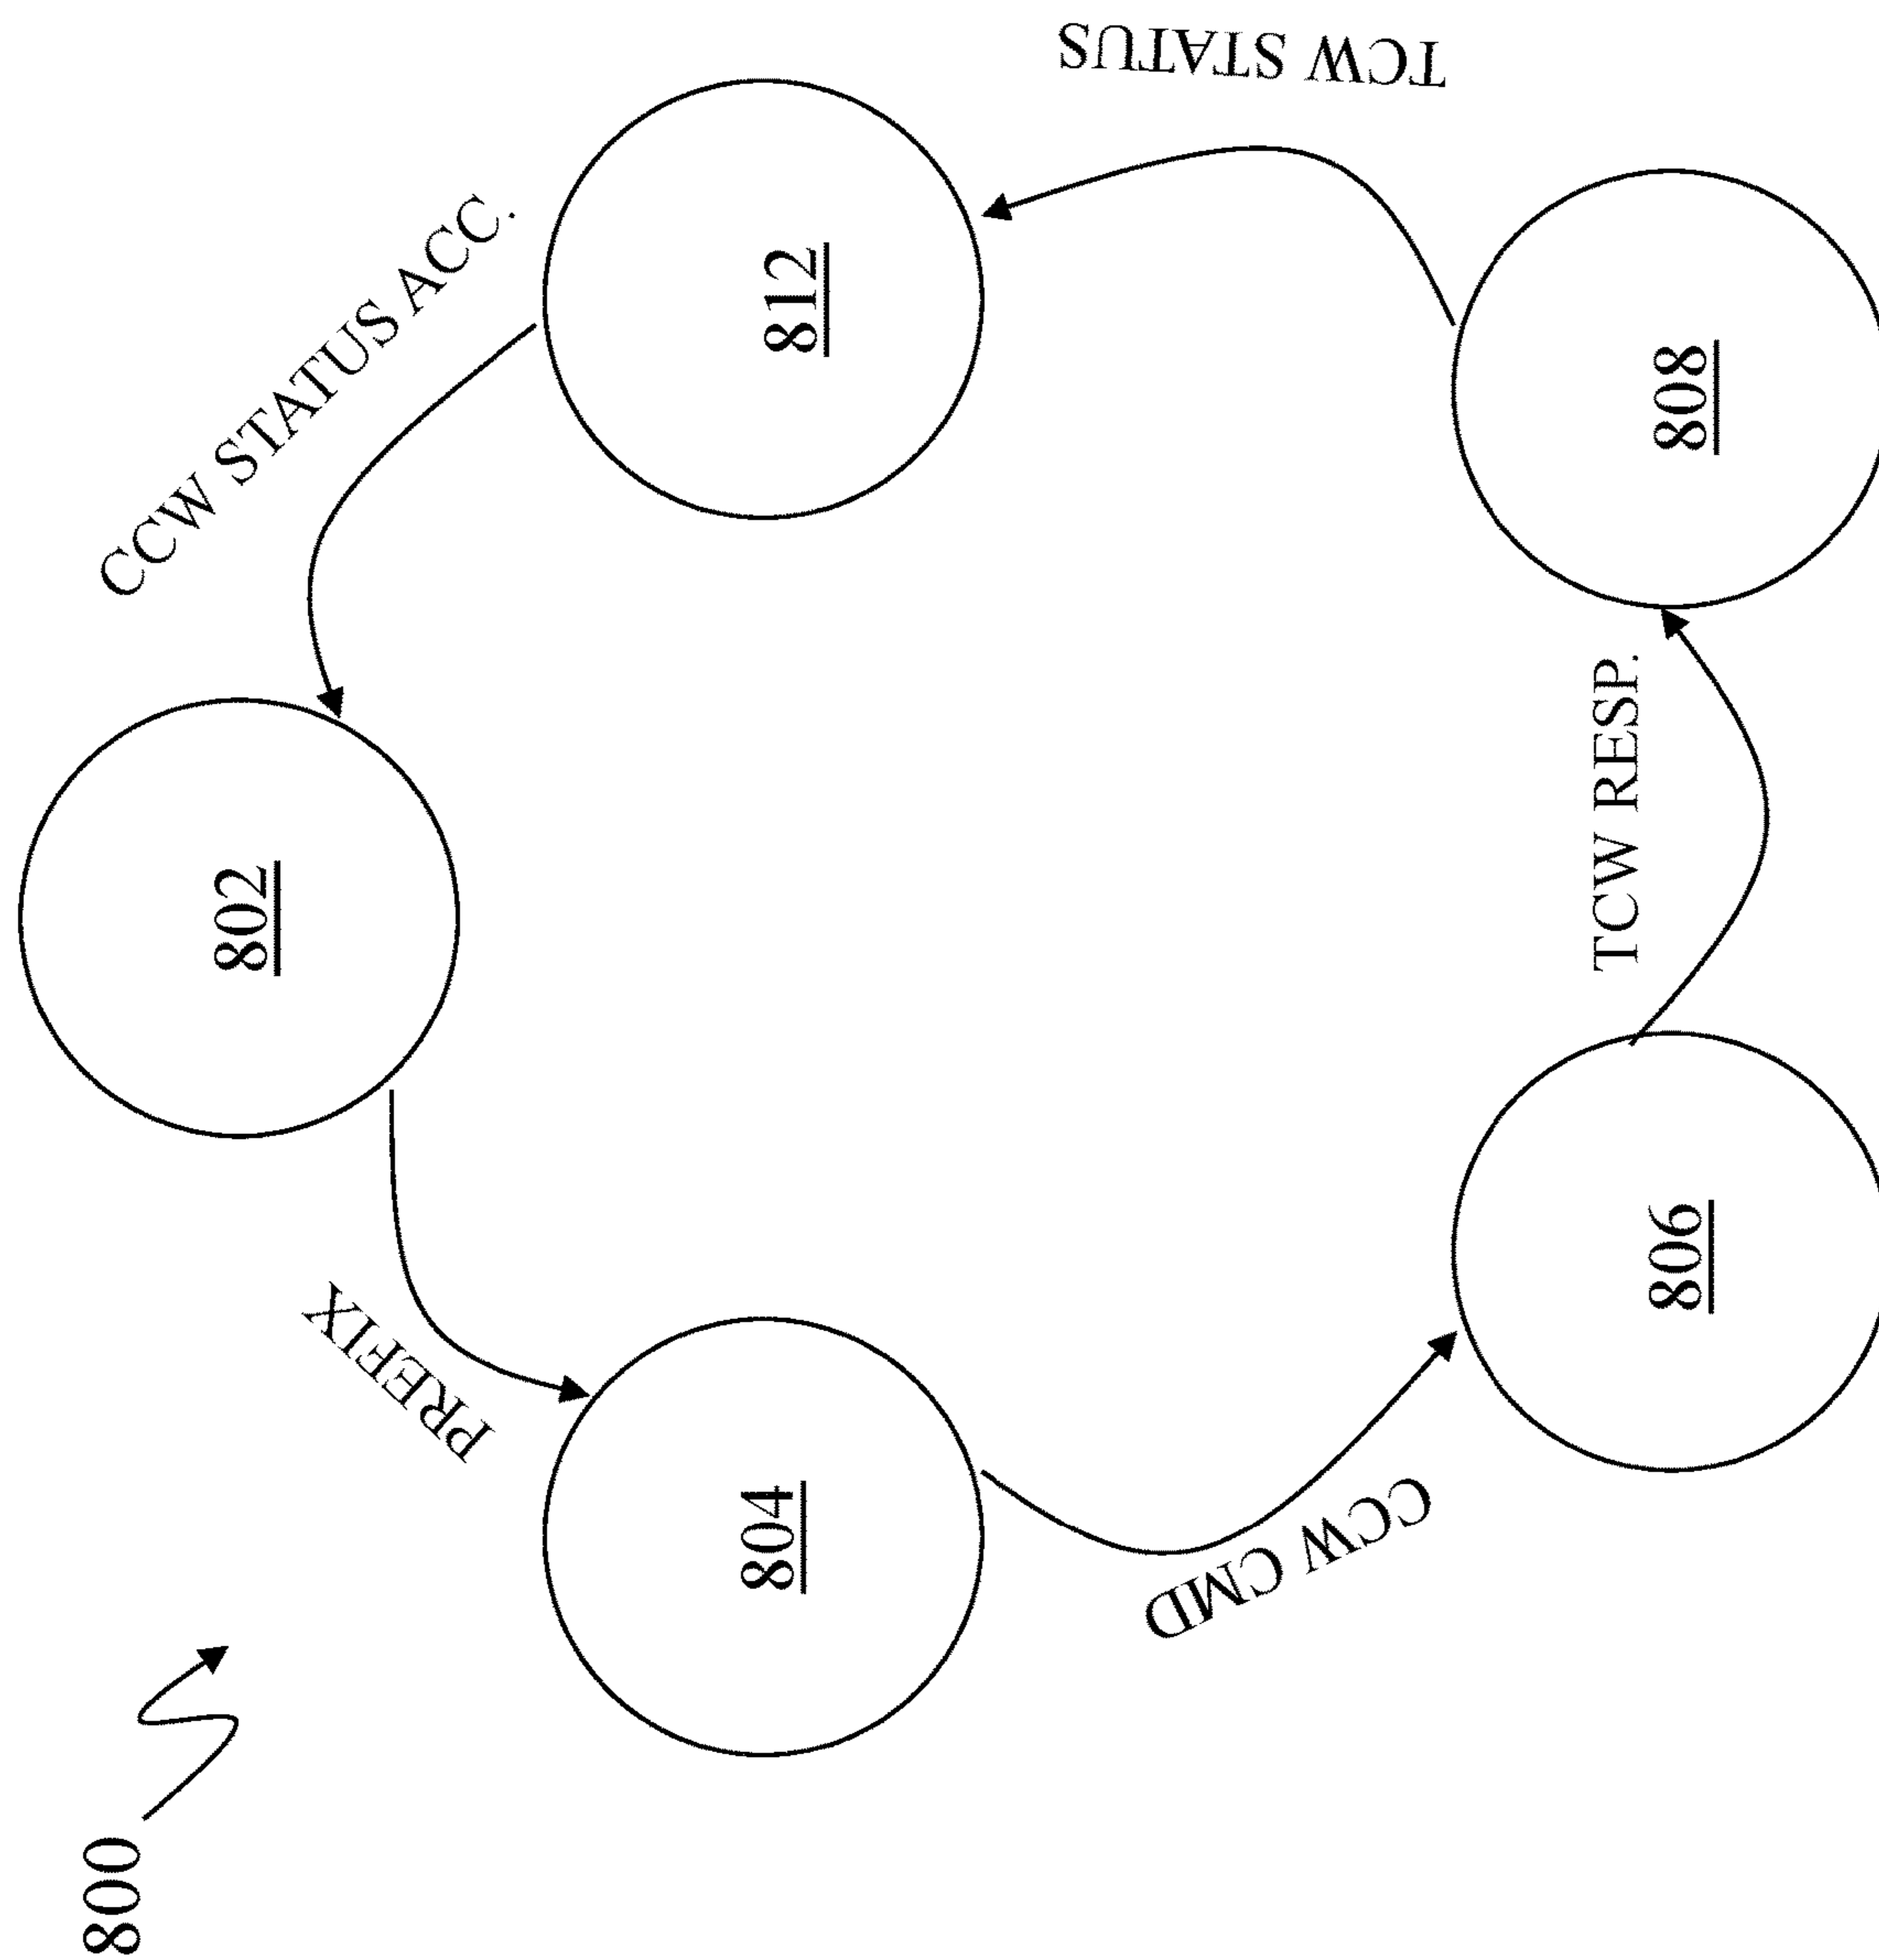 800
802
PREFIX
CCW STATUS ACC.
804
812
CCW CMD
TCW STATUS
TCW RESP.
806
808